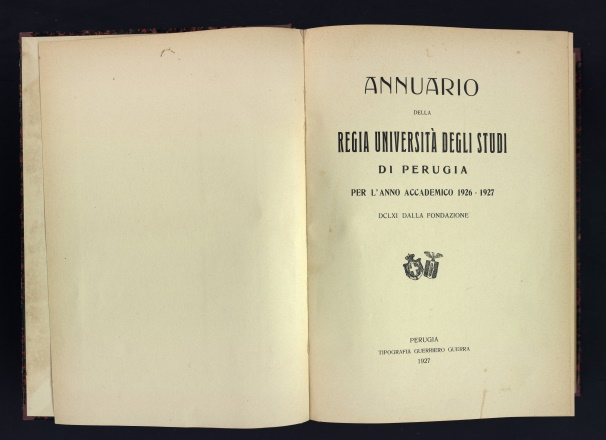 ANNUARIO
DELLA
REGIA UNIVERSITÀ DEGLI STUDI
DI PERUGIA
PER L'ANNO ACCADEMICO 1926 - 1927
DCLXI DALLA FONDAZIONE
PERUGIA
TIPOGRAFIA GUERRIERO GUERRA
1927